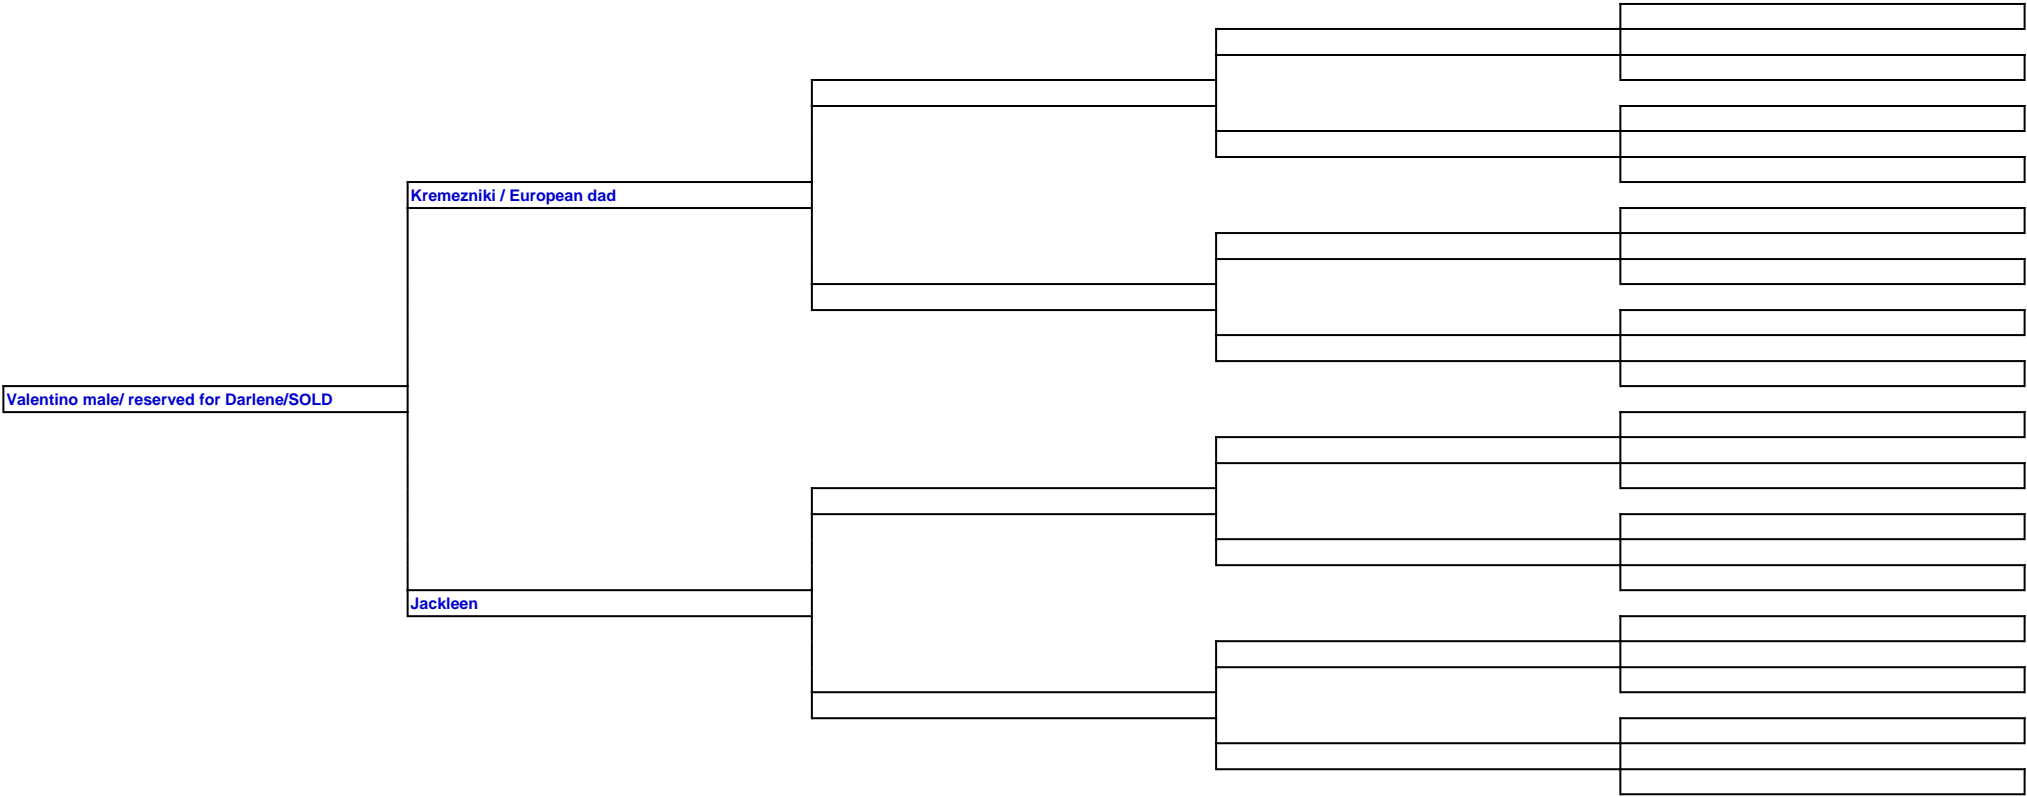 Kremezniki / European dad
Valentino male/ reserved for Darlene/SOLD
Jackleen